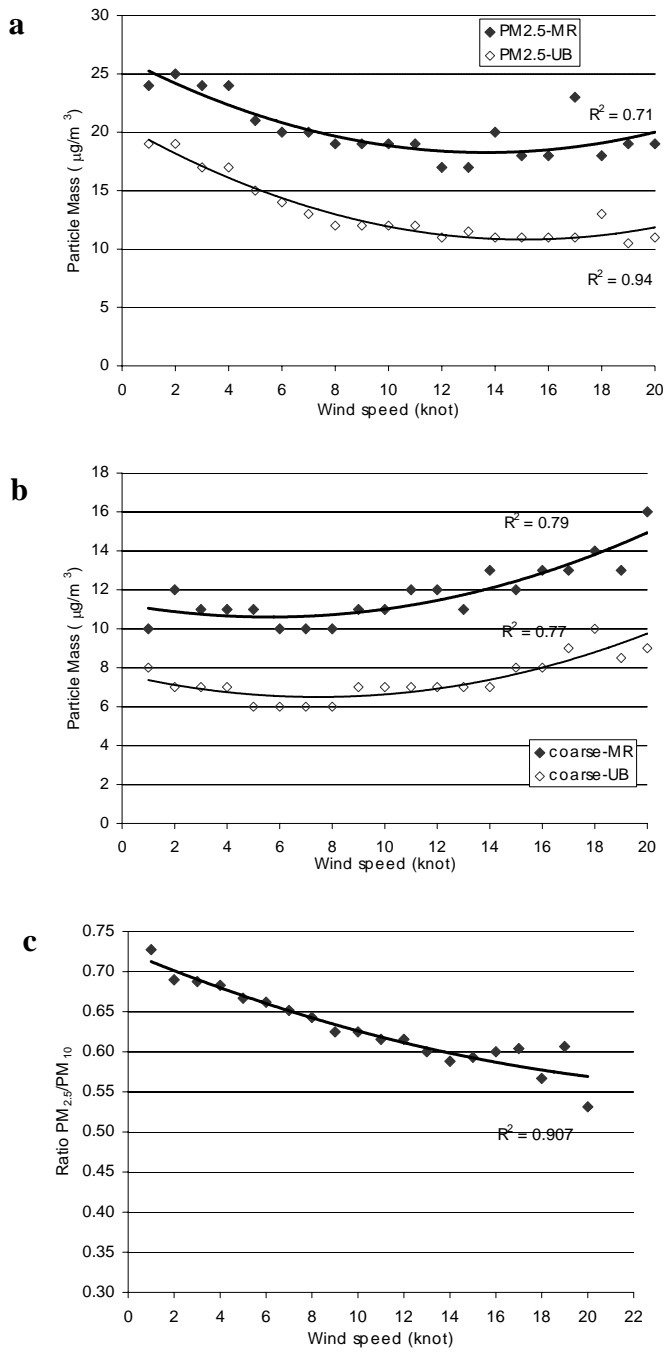 a
PM2.5-MR
PM2.5-UB
30
25
20
15
10
5
0
Particle Mass ( µg/m³)
R² = 0.71
R² = 0.94
0 2 4 6 8 10 12 14 16 18 20
Wind speed (knot)
b
18
16
14
12
10
8
6
4
2
0
Particle Mass ( µg/m³)
R² = 0.79
R² = 0.77
coarse-MR
coarse-UB
0 2 4 6 8 10 12 14 16 18 20
Wind speed (knot)
c
0.75
0.70
0.65
0.60
0.55
0.50
0.45
0.40
0.35
0.30
Ratio PM₂.₅/PM₁₀
R² = 0.907
0 2 4 6 8 10 12 14 16 18 20 22
Wind speed (knot)